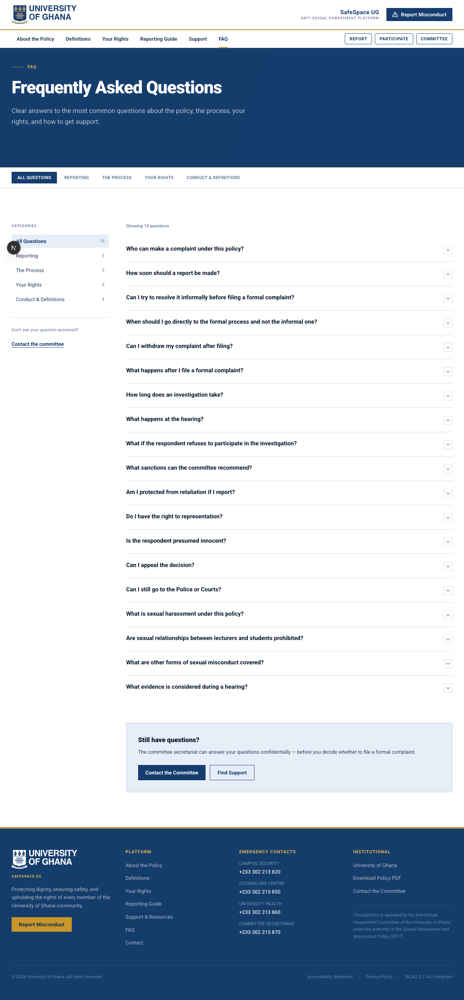 UNIVERSITY
OF GHANA
SafeSpace UG
ANTI-SEXUAL HARASSMENT PLATFORM
Report Misconduct
About the Policy
Definitions
Your Rights
Reporting Guide
Support
FAQ
REPORT
PARTICIPATE
COMMITTEE
FAQ
Frequently Asked Questions
Clear answers to the most common questions about the policy, the process, your
rights, and how to get support.
ALL QUESTIONS
REPORTING
THE PROCESS
YOUR RIGHTS
CONDUCT & DEFINITIONS
CATEGORIES
All Questions 19
N
Reporting 5
The Process 5
Your Rights 5
Conduct & Definitions 4
Don't see your question answered?
Contact the committee
Showing 19 questions
Who can make a complaint under this policy?
How soon should a report be made?
Can I try to resolve it informally before filing a formal complaint?
When should I go directly to the formal process and not the informal one?
Can I withdraw my complaint after filing?
What happens after I file a formal complaint?
How long does an investigation take?
What happens at the hearing?
What if the respondent refuses to participate in the investigation?
What sanctions can the committee recommend?
Am I protected from retaliation if I report?
Do I have the right to representation?
Is the respondent presumed innocent?
Can I appeal the decision?
Can I still go to the Police or Courts?
What is sexual harassment under this policy?
Are sexual relationships between lecturers and students prohibited?
What are other forms of sexual misconduct covered?
What evidence is considered during a hearing?
Still have questions?
The committee secretariat can answer your questions confidentially — before you decide whether to file a formal complaint.
Contact the Committee
Find Support
UNIVERSITY
OF GHANA
SAFESPACE UG
Protecting dignity, ensuring safety, and
upholding the rights of every member of the
University of Ghana community.
Report Misconduct
PLATFORM
About the Policy
Definitions
Your Rights
Reporting Guide
Support & Resources
FAQ
Contact
EMERGENCY CONTACTS
CAMPUS SECURITY
+233 302 213 820
COUNSELING CENTRE
+233 302 213 850
UNIVERSITY HEALTH
+233 302 213 860
COMMITTEE SECRETARIAT
+233 302 213 870
INSTITUTIONAL
University of Ghana
Download Policy PDF
Contact the Committee
This platform is operated by the Anti-Sexual
Harassment Committee of the University of Ghana
under the authority of the Sexual Harassment and
Misconduct Policy (2017).
© 2026 University of Ghana. All rights reserved.
Accessibility Statement | Privacy Policy | WCAG 2.1 AA Compliant